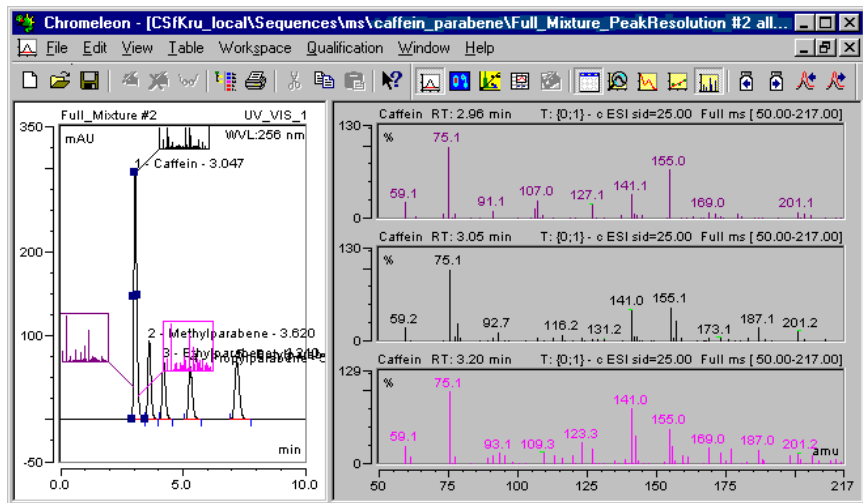 Chromeleon - [CSfKru_local\Sequences\ms\caffein_parabene\Full_Mixture_PeakResolution #2 all...
File Edit View Table Workspace Qualification Window Help
Full_Mixture #2 UV_VIS_1
350
mAU
WVL:256 nm
1 - Caffein - 3.047
200
100
2 - Methylparabene - 3.620
3 - Ethylparabene
min
-50
0.0 5.0 10.0
Caffein RT: 2.96 min T: {0;1} - c ESI sid=25.00 Full ms [ 50.00-217.00]
130
%
75.1
155.0
59.1
91.1
107.0
127.1
141.1
169.0
201.1
0
Caffein RT: 3.05 min T: {0;1} - c ESI sid=25.00 Full ms [ 50.00-217.00]
130
%
75.1
141.0
155.1
59.2
92.7
116.2
131.2
173.1
187.1
201.2
0
Caffein RT: 3.20 min T: {0;1} - c ESI sid=25.00 Full ms [ 50.00-217.00]
129
%
75.1
141.0
59.1
93.1
109.3
123.3
155.0
169.0
187.0
201.2
amu
0
50 75 100 125 150 175 217